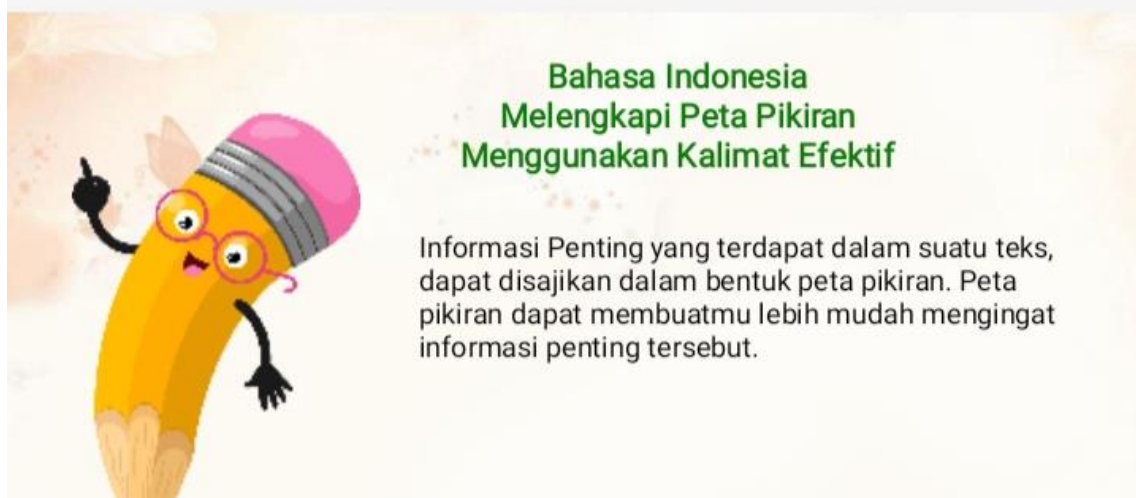 Bahasa Indonesia
Melengkapi Peta Pikiran
Menggunakan Kalimat Efektif
Informasi Penting yang terdapat dalam suatu teks,
dapat disajikan dalam bentuk peta pikiran. Peta
pikiran dapat membuatmu lebih mudah mengingat
informasi penting tersebut.